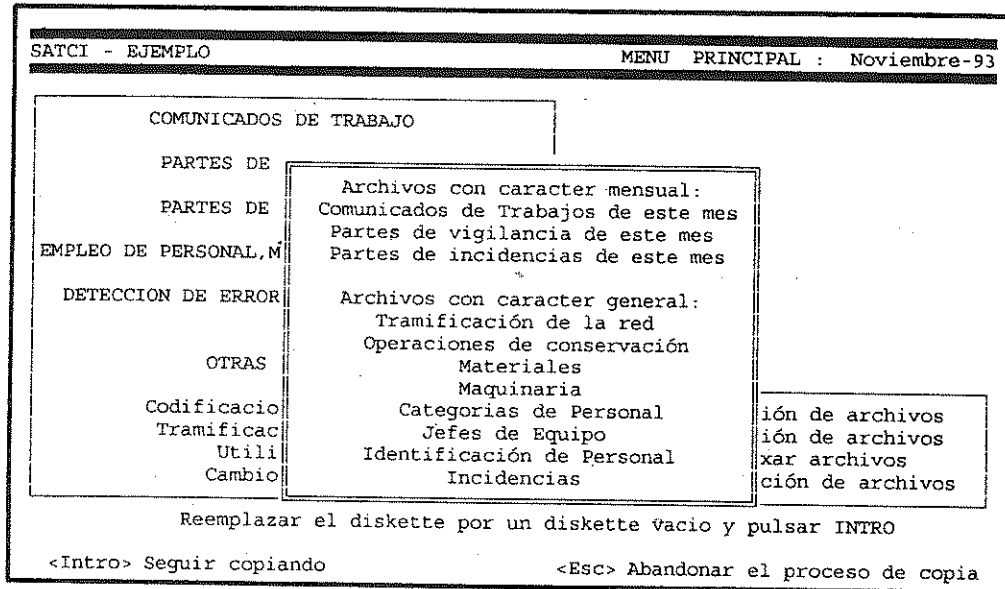 SATCI - EJEMPLO MENU PRINCIPAL : Noviembre-93
COMUNICADOS DE TRABAJO
PARTES DE
PARTES DE
EMPLEO DE PERSONAL,M
DETECCION DE ERROR
OTRAS
Codificacio
Tramificac
Utili
Cambio
Archivos con caracter mensual:
Comunicados de Trabajos de este mes
Partes de vigilancia de este mes
Partes de incidencias de este mes
Archivos con caracter general:
Tramificación de la red
Operaciones de conservación
Materiales
Maquinaria
Categorias de Personal
Jefes de Equipo
Identificación de Personal
Incidencias
ión de archivos
ión de archivos
xar archivos
ción de archivos
Reemplazar el diskette por un diskette vacio y pulsar INTRO
<Intro> Seguir copiando <Esc> Abandonar el proceso de copia